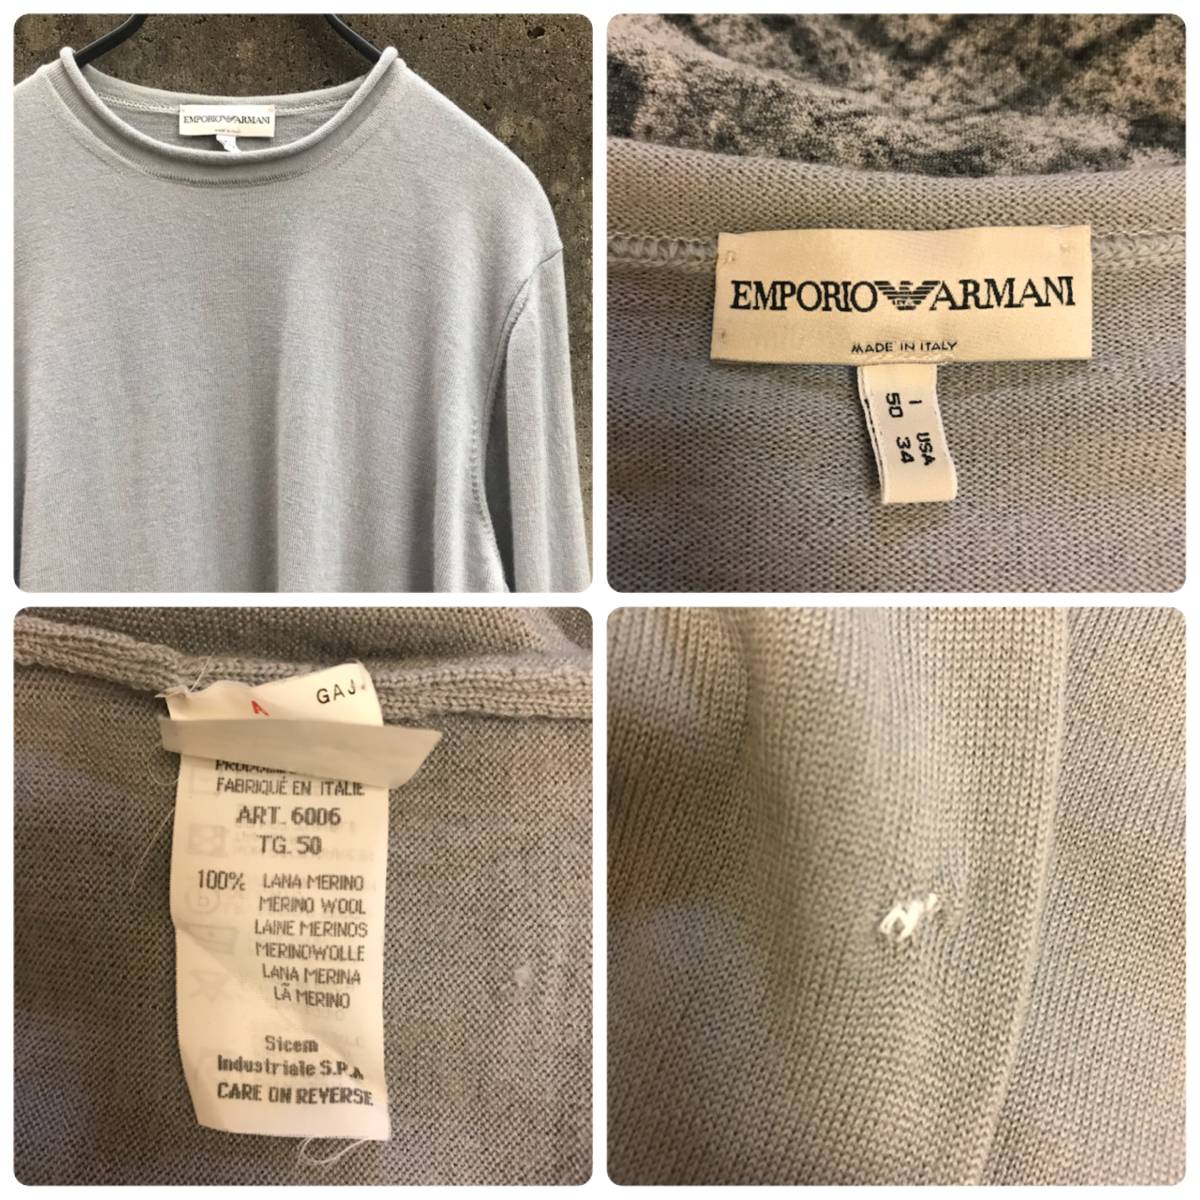 EMPORIO ARMANI
EMPORIO ARMANI
MADE IN ITALY
I USA
50 34
A GAJ
FABRIQUÉ EN ITALIE
ART. 6006
TG. 50
100% LANA MERINO
MERINO WOOL
LAINE MERINOS
MERINOWOLLE
LANA MERINA
LÃ MERINO
Sicem
Industriale S.P.A
CARE ON REVERSE